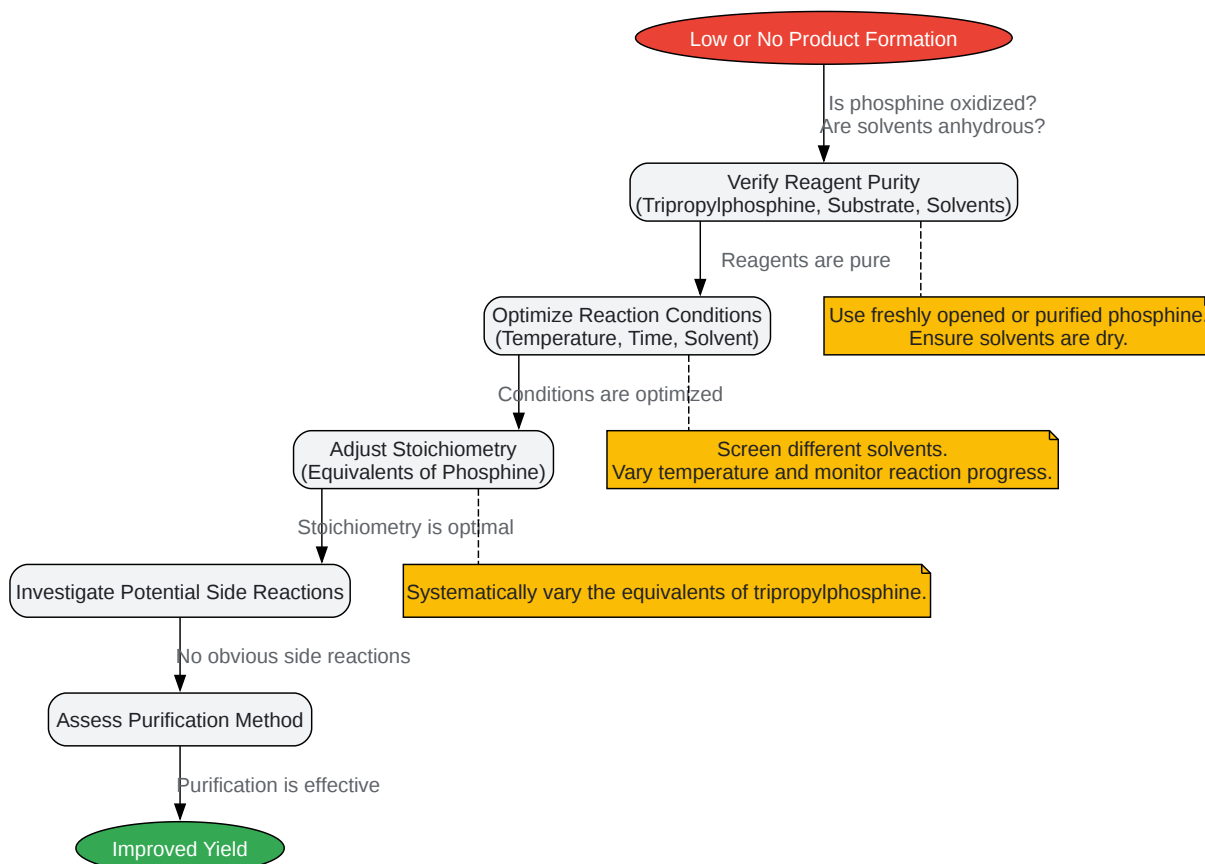 Low or No Product Formation
Is phosphine oxidized?
Are solvents anhydrous?
Verify Reagent Purity
(Tripropylphosphine, Substrate, Solvents)
Reagents are pure
Optimize Reaction Conditions
(Temperature, Time, Solvent)
Use freshly opened or purified phosphine.
Ensure solvents are dry.
Conditions are optimized
Adjust Stoichiometry
(Equivalents of Phosphine)
Screen different solvents.
Vary temperature and monitor reaction progress.
Stoichiometry is optimal
Investigate Potential Side Reactions
Systematically vary the equivalents of tripropylphosphine.
No obvious side reactions
Assess Purification Method
Purification is effective
Improved Yield